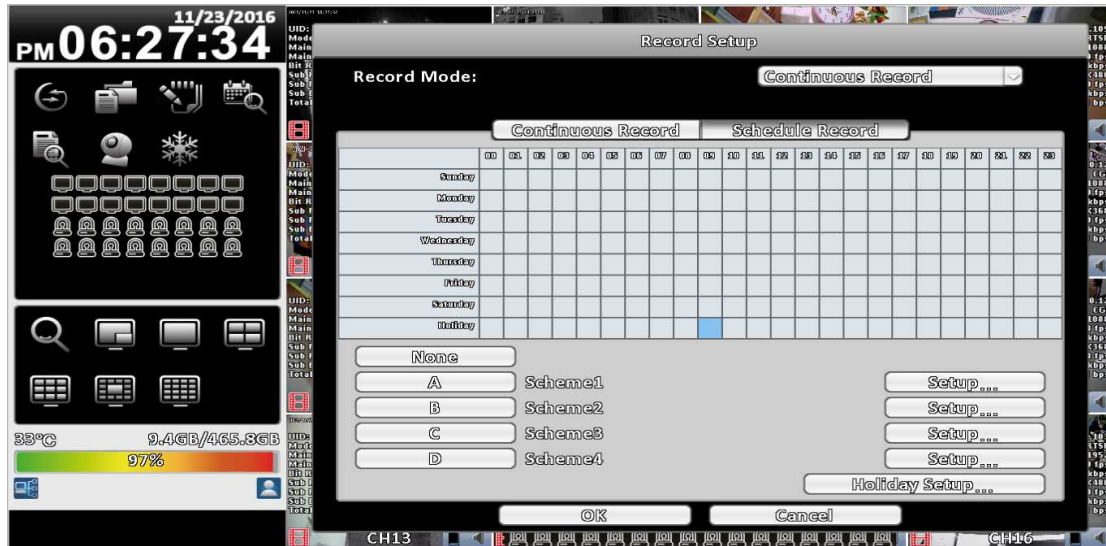 11/23/2016
PM 06:27:34
33°C 9.4GB/465.8GB
97%
Record Setup
Record Mode: Continuous Record
Continuous Record Schedule Record
00 01 02 03 04 05 06 07 08 09 10 11 12 13 14 15 16 17 18 19 20 21 22 23
Sunday
Monday
Tuesday
Wednesday
Thursday
Friday
Saturday
Holiday
None
A Scheme1 Setup...
B Scheme2 Setup...
C Scheme3 Setup...
D Scheme4 Setup...
Holiday Setup...
OK Cancel
CH13 CH16